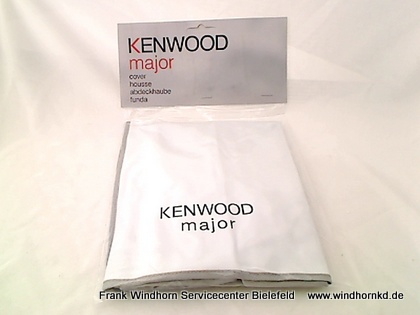 KENWOOD
major
cover
housse
abdeckhaube
funda
KENWOOD
major
Frank Windhorn Servicecenter Bielefeld www.windhornkd.de